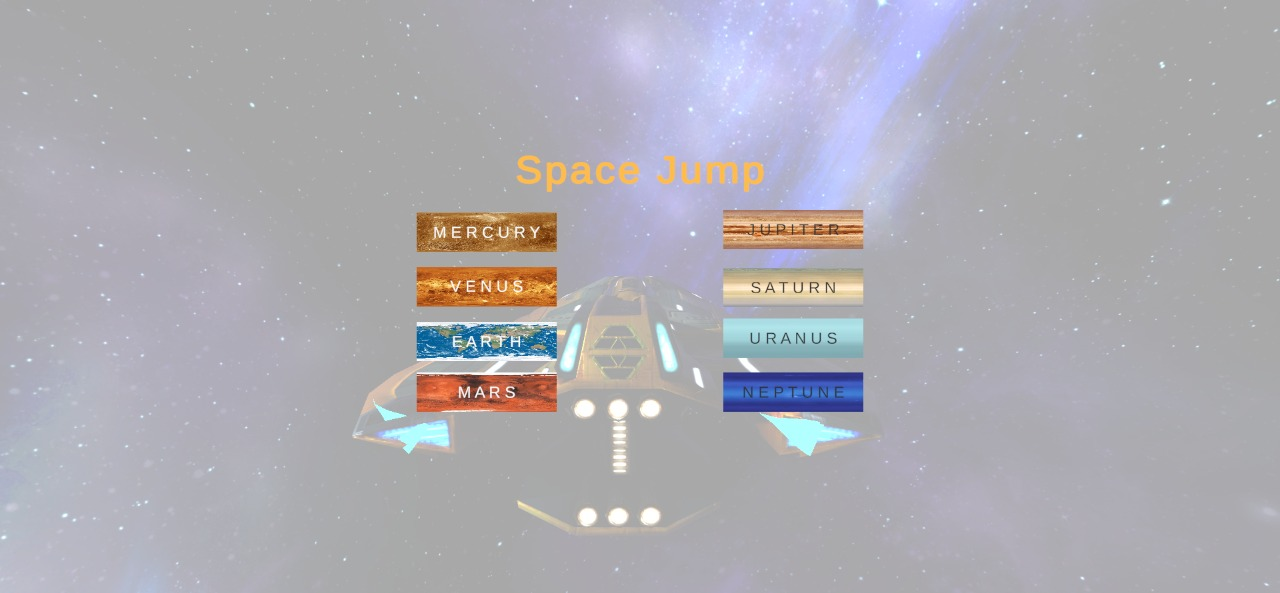 Space Jump
MERCURY
VENUS
EARTH
MARS
JUPITER
SATURN
URANUS
NEPTUNE